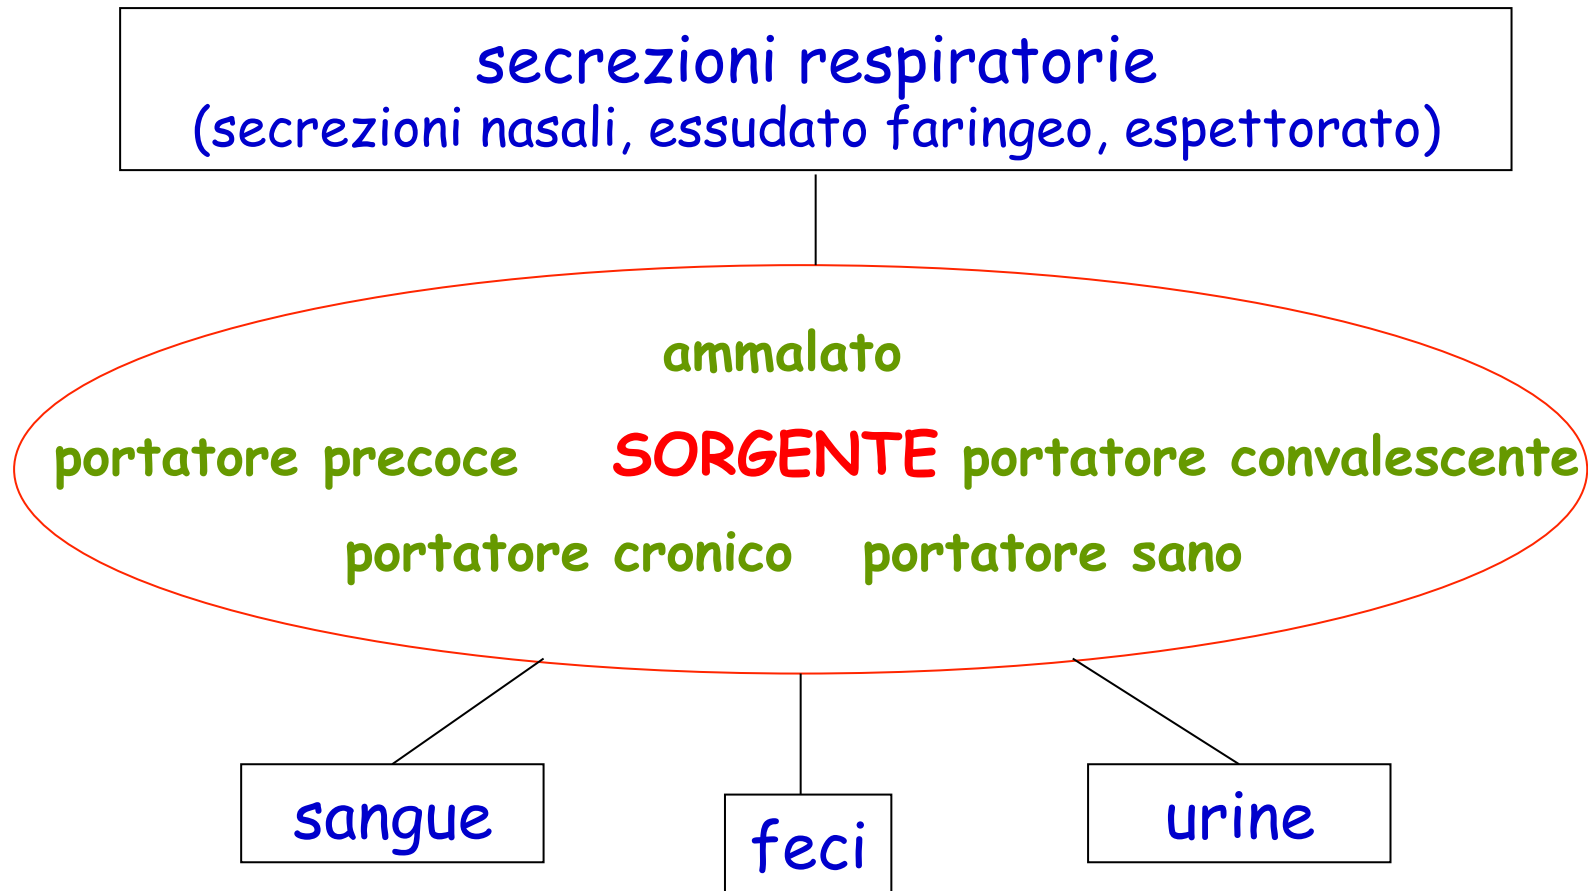 secrezioni respiratorie
(secrezioni nasali, essudato faringeo, espettorato)
ammalato
portatore precoce SORGENTE portatore convalescente
portatore cronico portatore sano
sangue
feci
urine